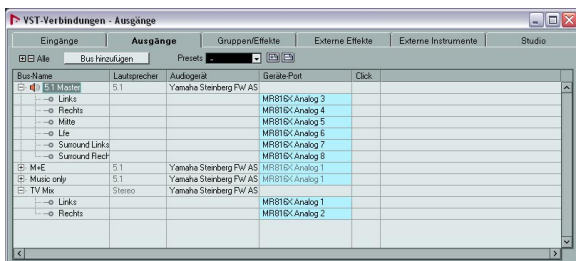 VST-Verbindungen - Ausgänge
Eingänge Ausgänge Gruppen/Effekte Externe Effekte Externe Instrumente Studio
Alle Bus hinzufügen Presets -
Bus-Name Lautsprecher Audiogerät Geräte-Port Click
5.1 Master 5.1 Yamaha Steinberg FW AS
Links MR816X Analog 3
Rechts MR816X Analog 4
Mitte MR816X Analog 5
Lfe MR816X Analog 6
Surround Links MR816X Analog 7
Surround Rech MR816X Analog 8
M+E 5.1 Yamaha Steinberg FW AS MR816X Analog 1
Music only 5.1 Yamaha Steinberg FW AS MR816X Analog 1
TV Mix Stereo Yamaha Steinberg FW AS
Links MR816X Analog 1
Rechts MR816X Analog 2